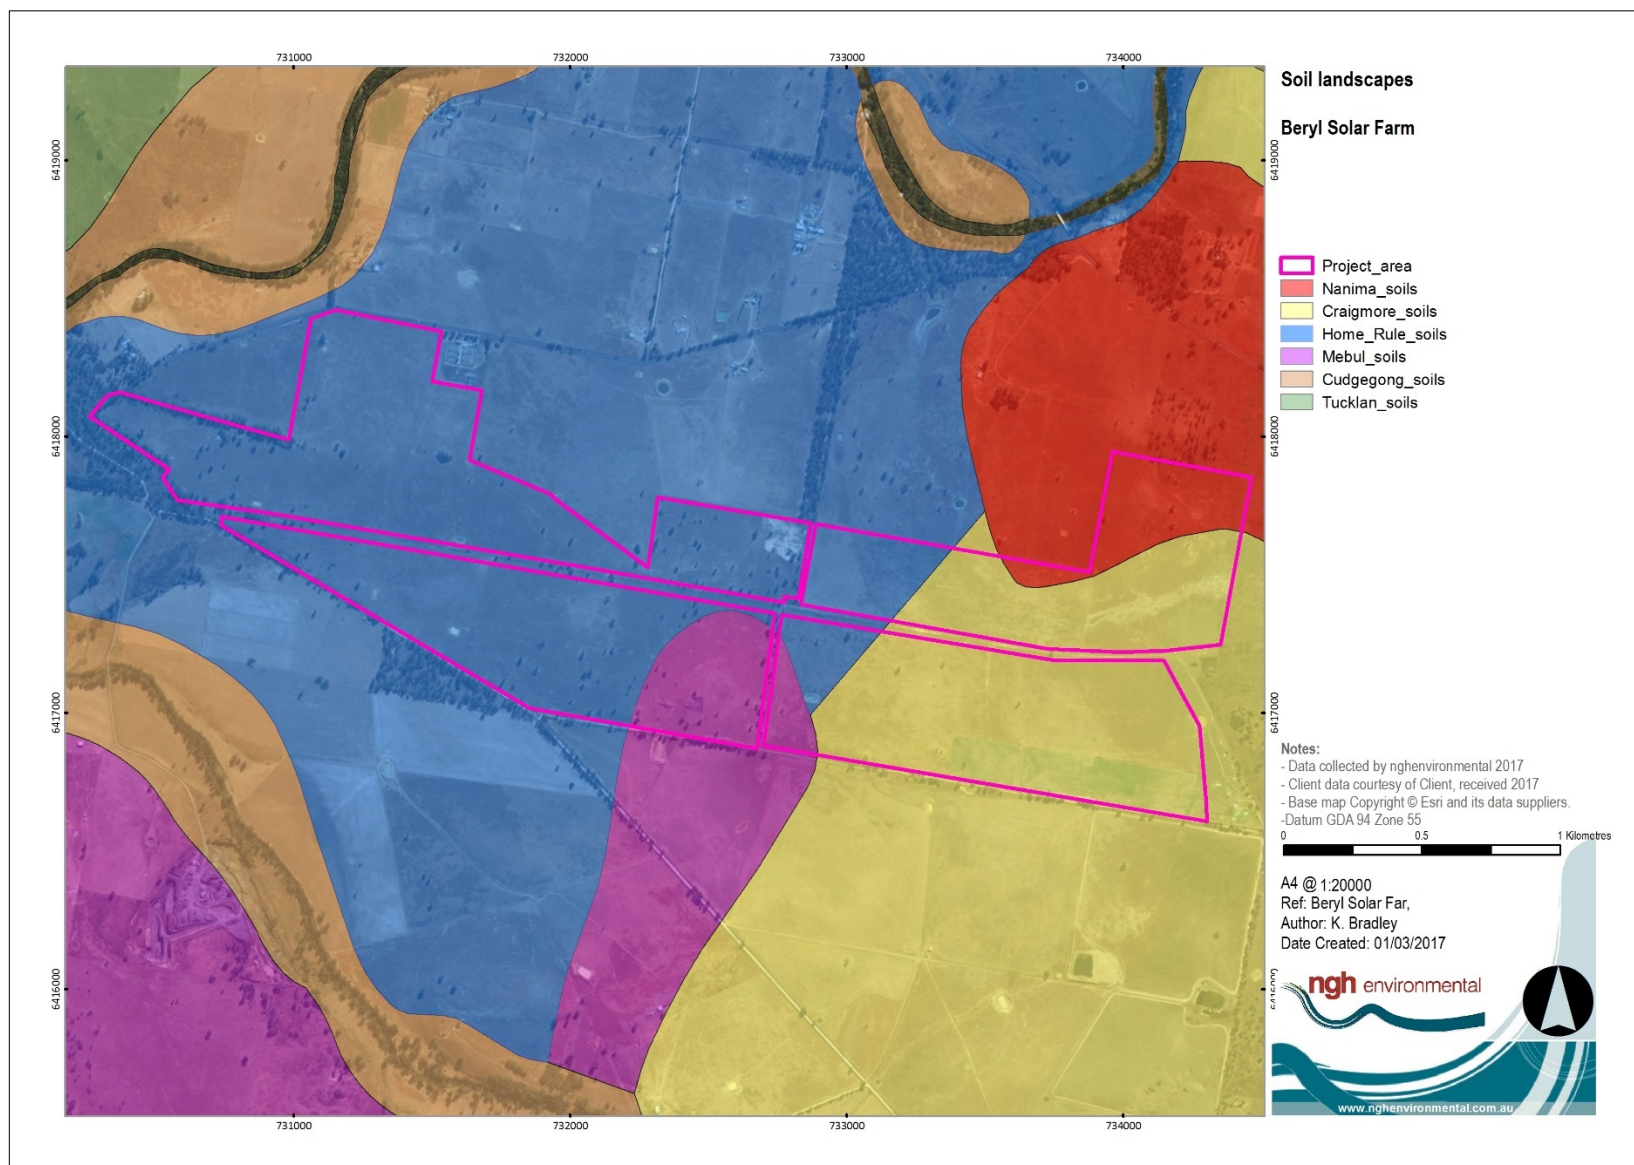 731000
732000
733000
734000
6419000
6418000
6417000
6416000
6419000
6418000
6417000
731000
732000
733000
734000
Soil landscapes
Beryl Solar Farm
Project_area
Nanima_soils
Craigmore_soils
Home_Rule_soils
Mebul_soils
Cudgegong_soils
Tucklan_soils
Notes:
- Data collected by nghenvironmental 2017
- Client data courtesy of Client, received 2017
- Base map Copyright © Esri and its data suppliers.
-Datum GDA 94 Zone 55
0 0.5 1 Kilometres
A4 @ 1:20000
Ref: Beryl Solar Far,
Author: K. Bradley
Date Created: 01/03/2017
ngh environmental
www.nghenvironmental.com.au